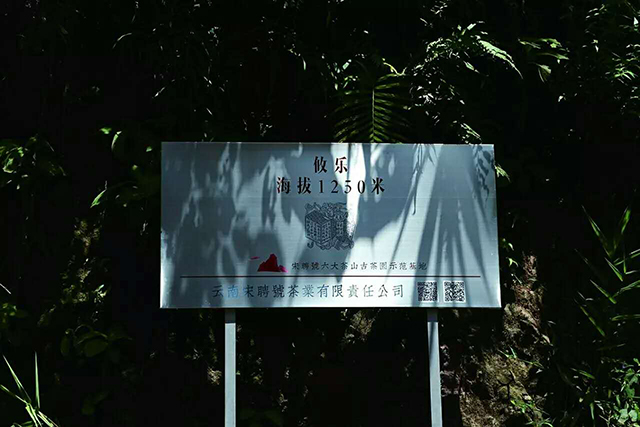 攸乐
海拔1250米
宋聘號六大茶山古茶園示范基地
云南宋聘號茶業有限責任公司